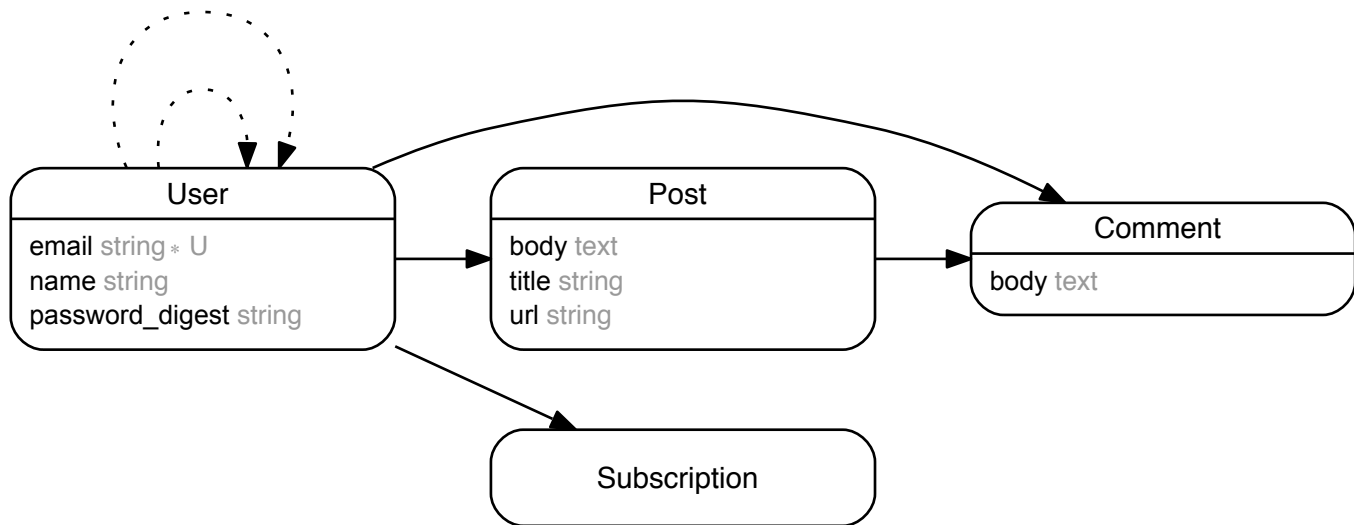 User
email string∗ U
name string
password_digest string
Post
body text
title string
url string
Comment
body text
Subscription